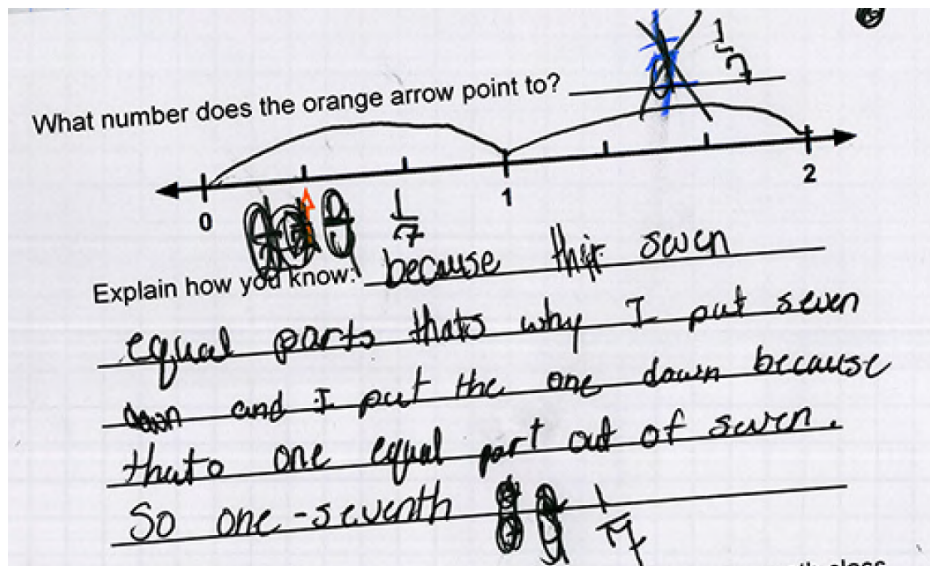 1/7
What number does the orange arrow point to?
0 1 2
1/7
Explain how you know: because this seven
equal parts thats why I put seven
down and I put the one down because
thats one equal part out of seven.
So one-seventh 1/7